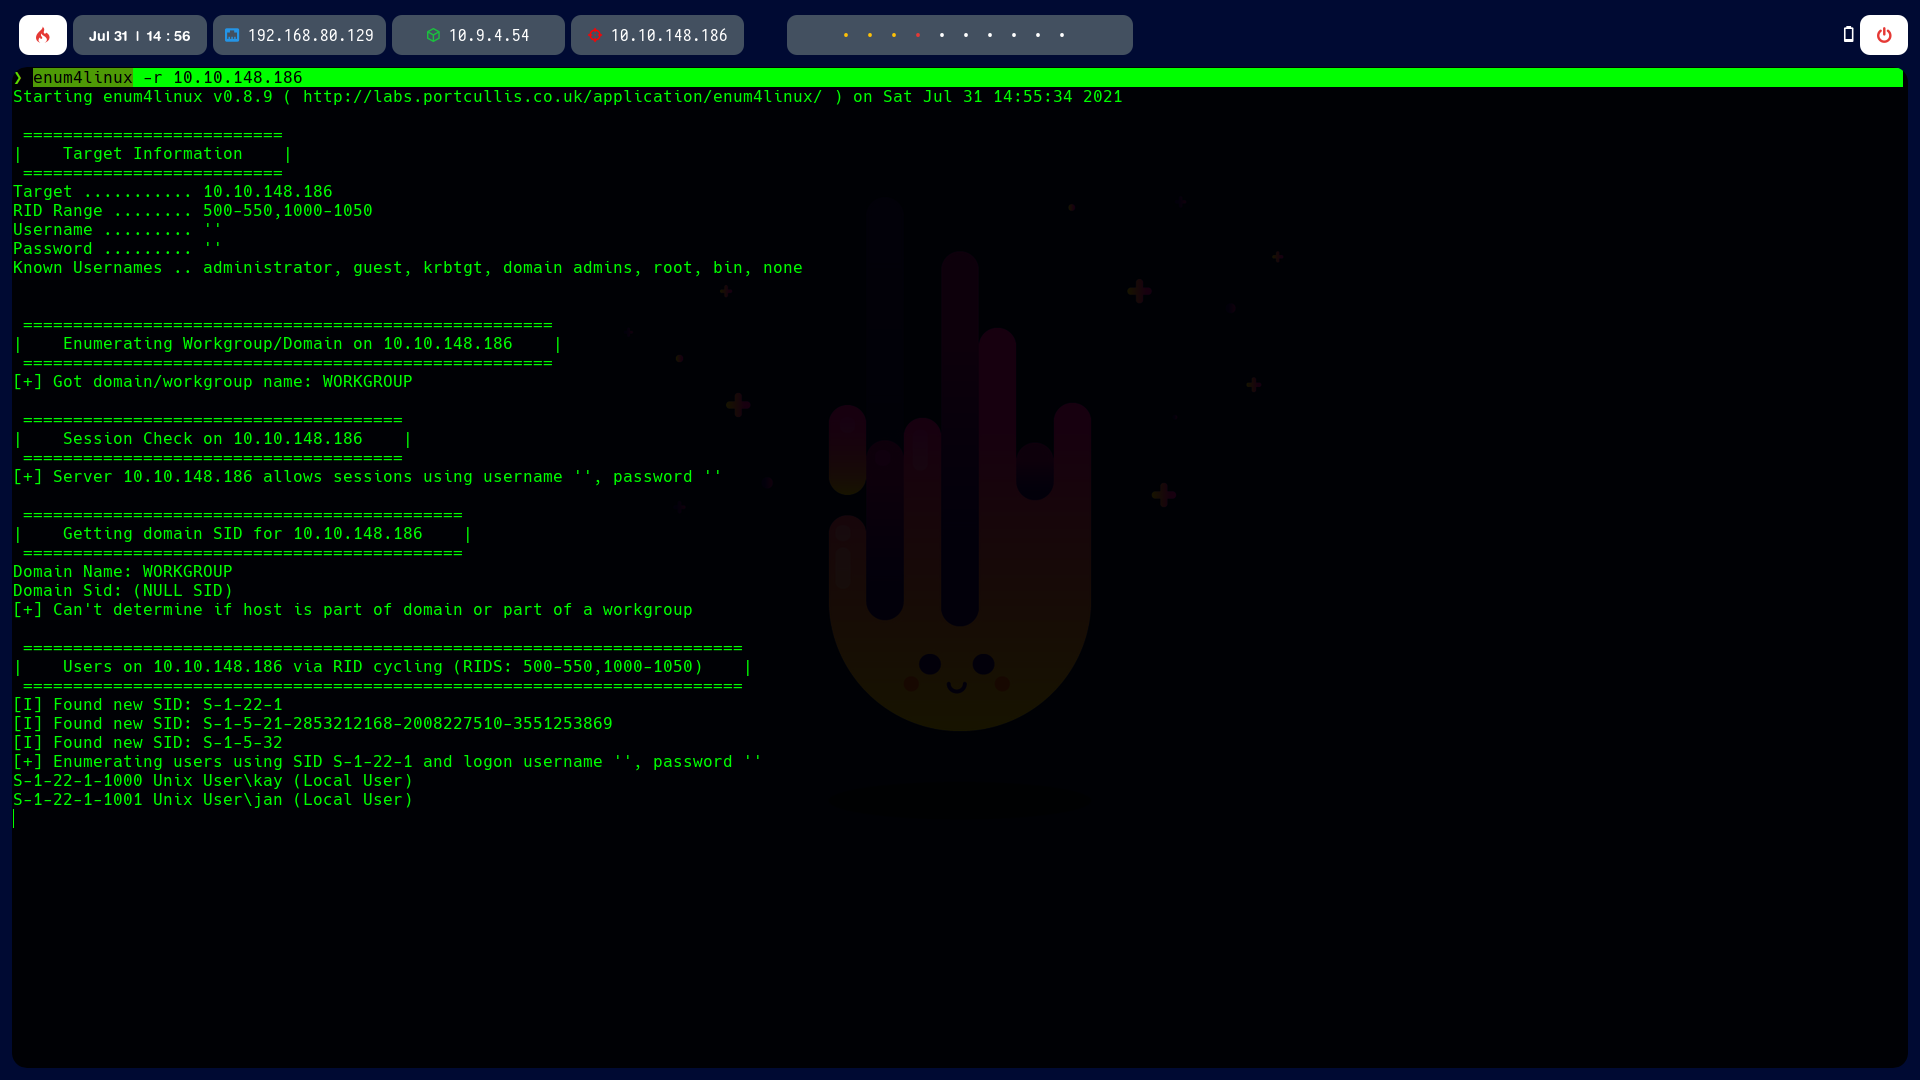 Jul 31 | 14 : 56 192.168.80.129 10.9.4.54 10.10.148.186
❯ enum4linux -r 10.10.148.186
Starting enum4linux v0.8.9 ( http://labs.portcullis.co.uk/application/enum4linux/ ) on Sat Jul 31 14:55:34 2021
 ==========================
|    Target Information    |
 ==========================
Target ........... 10.10.148.186
RID Range ........ 500-550,1000-1050
Username ......... ''
Password ......... ''
Known Usernames .. administrator, guest, krbtgt, domain admins, root, bin, none
 =====================================================
|    Enumerating Workgroup/Domain on 10.10.148.186    |
 =====================================================
[+] Got domain/workgroup name: WORKGROUP
 ======================================
|    Session Check on 10.10.148.186    |
 ======================================
[+] Server 10.10.148.186 allows sessions using username '', password ''
 ============================================
|    Getting domain SID for 10.10.148.186    |
 ============================================
Domain Name: WORKGROUP
Domain Sid: (NULL SID)
[+] Can't determine if host is part of domain or part of a workgroup
 ========================================================================
|    Users on 10.10.148.186 via RID cycling (RIDS: 500-550,1000-1050)    |
 ========================================================================
[I] Found new SID: S-1-22-1
[I] Found new SID: S-1-5-21-2853212168-2008227510-3551253869
[I] Found new SID: S-1-5-32
[+] Enumerating users using SID S-1-22-1 and logon username '', password ''
S-1-22-1-1000 Unix User\kay (Local User)
S-1-22-1-1001 Unix User\jan (Local User)